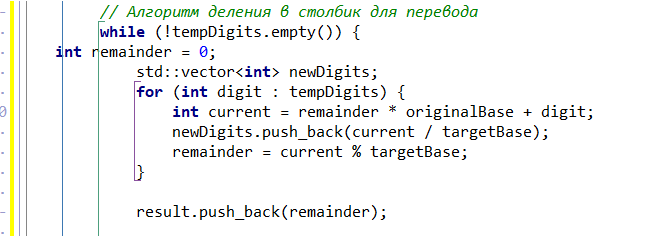 // Алгоритм деления в столбик для перевода
while (!tempDigits.empty()) {
int remainder = 0;
std::vector<int> newDigits;
for (int digit : tempDigits) {
int current = remainder * originalBase + digit;
newDigits.push_back(current / targetBase);
remainder = current % targetBase;
}
result.push_back(remainder);